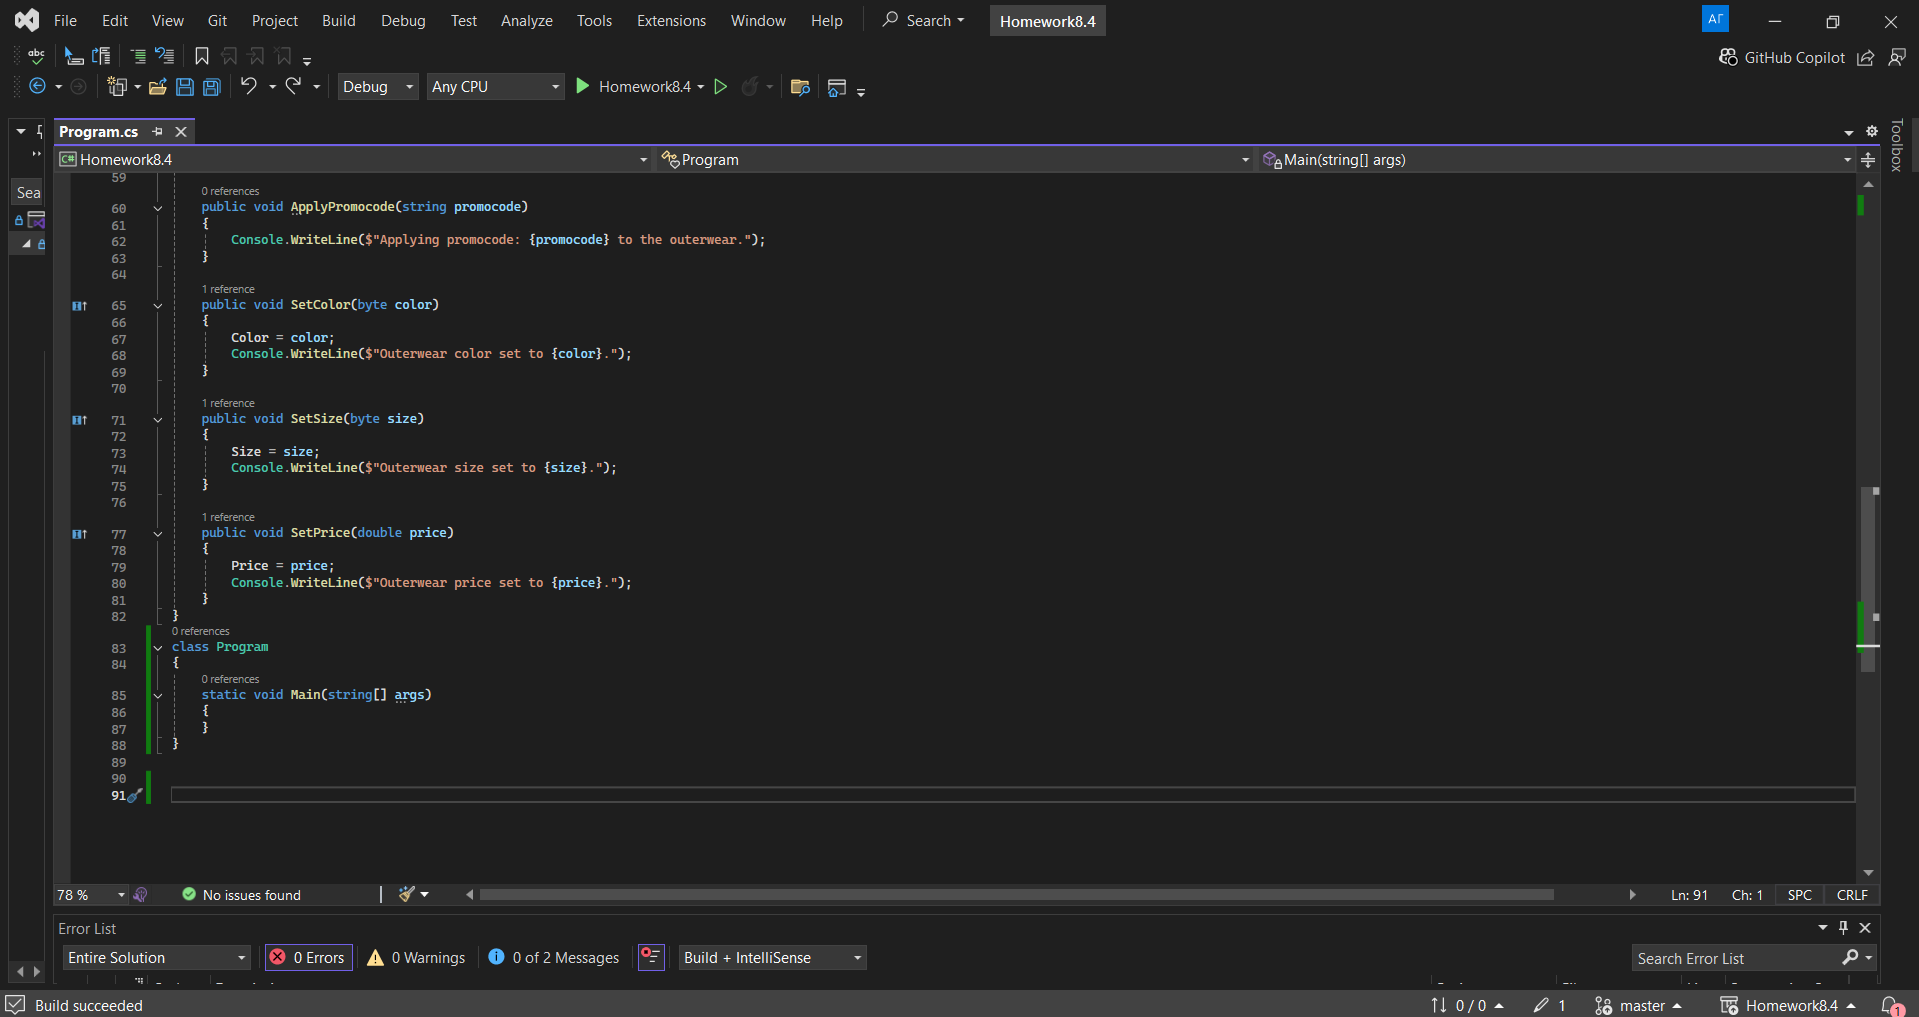 File Edit View Git Project Build Debug Test Analyze Tools Extensions Window Help Search Homework8.4 АГ
abc GitHub Copilot
Debug Any CPU Homework8.4
Program.cs
Toolbox
C# Homework8.4 Program Main(string[] args)
Sea
59
0 references
60 public void ApplyPromocode(string promocode)
61 {
62 Console.WriteLine($"Applying promocode: {promocode} to the outerwear.");
63 }
64
1 reference
65 public void SetColor(byte color)
66 {
67 Color = color;
68 Console.WriteLine($"Outerwear color set to {color}.");
69 }
70
1 reference
71 public void SetSize(byte size)
72 {
73 Size = size;
74 Console.WriteLine($"Outerwear size set to {size}.");
75 }
76
1 reference
77 public void SetPrice(double price)
78 {
79 Price = price;
80 Console.WriteLine($"Outerwear price set to {price}.");
81 }
82 }
0 references
83 class Program
84 {
0 references
85 static void Main(string[] args)
86 {
87 }
88 }
89
90
91
78 % No issues found Ln: 91 Ch: 1 SPC CRLF
Error List
Entire Solution 0 Errors 0 Warnings 0 of 2 Messages Build + IntelliSense Search Error List
Build succeeded 0 / 0 1 master Homework8.4 1